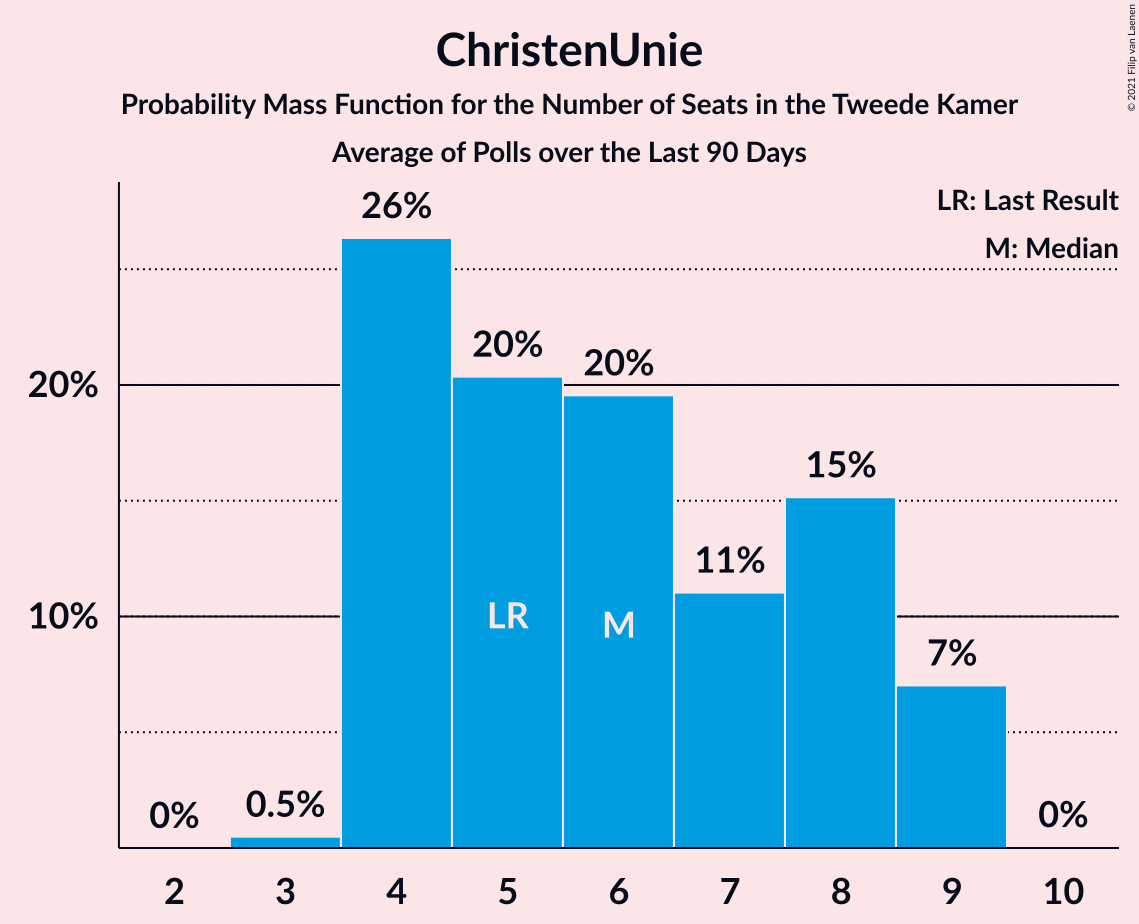 ChristenUnie
Probability Mass Function for the Number of Seats in the Tweede Kamer
Average of Polls over the Last 90 Days
© 2021 Filip van Laenen
LR: Last Result
M: Median
26%
20%
20%
15%
11%
7%
0.5%
0%
0%
20%
10%
LR
M
2 3 4 5 6 7 8 9 10